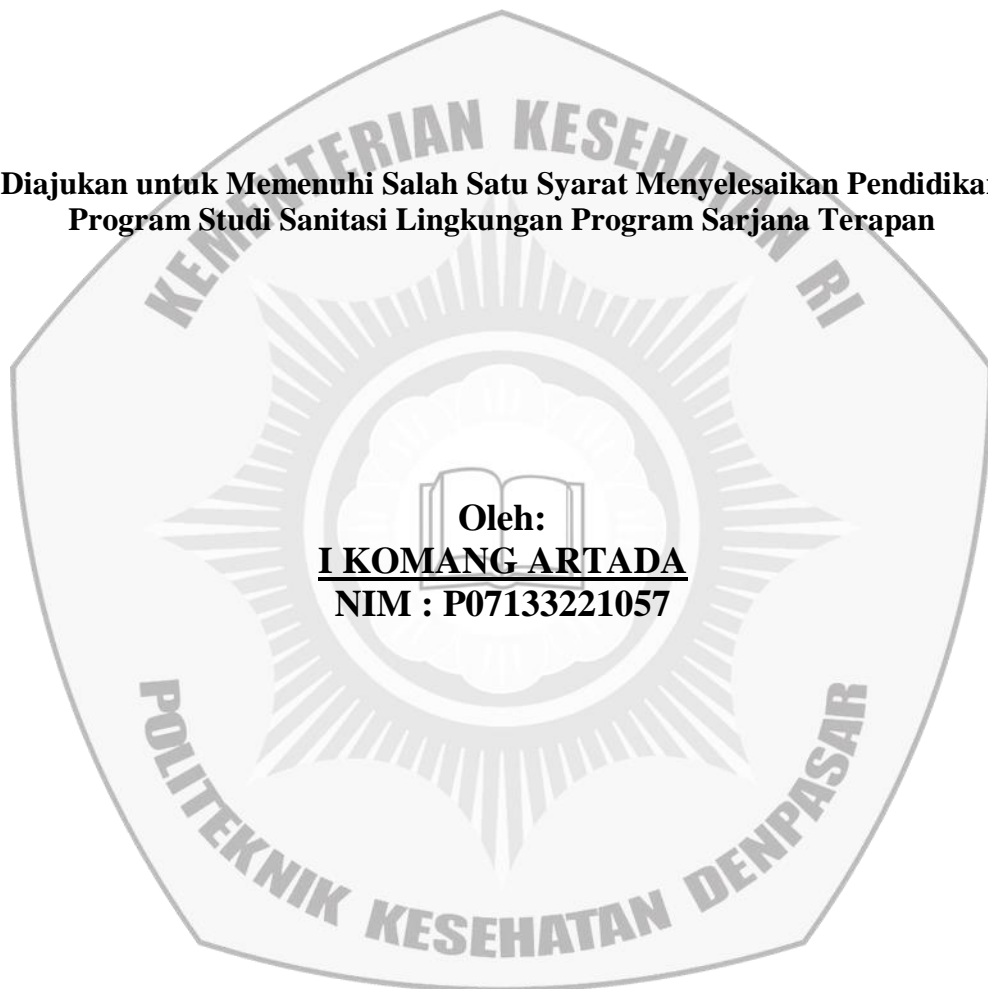 KEMENTERIAN KESEHATAN RI
Diajukan untuk Memenuhi Salah Satu Syarat Menyelesaikan Pendidikan
Program Studi Sanitasi Lingkungan Program Sarjana Terapan
Oleh:
I KOMANG ARTADA
NIM : P07133221057
POLITEKNIK KESEHATAN DENPASAR